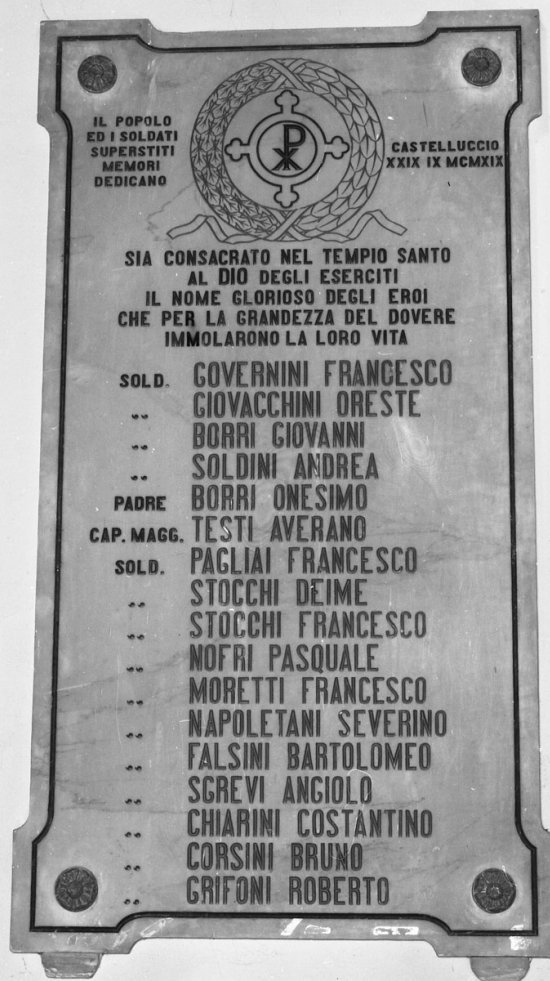 IL POPOLO
ED I SOLDATI
SUPERSTITI
MEMORI
DEDICANO
CASTELLUCCIO
XXIX IX MCMXIX
SIA CONSACRATO NEL TEMPIO SANTO
AL DIO DEGLI ESERCITI
IL NOME GLORIOSO DEGLI EROI
CHE PER LA GRANDEZZA DEL DOVERE
IMMOLARONO LA LORO VITA
SOLD. GOVERNINI FRANCESCO
„ GIOVACCHINI ORESTE
„ BORRI GIOVANNI
„ SOLDINI ANDREA
PADRE BORRI ONESIMO
CAP. MAGG. TESTI AVERANO
SOLD. PAGLIAI FRANCESCO
„ STOCCHI DEIME
„ STOCCHI FRANCESCO
„ NOFRI PASQUALE
„ MORETTI FRANCESCO
„ NAPOLETANI SEVERINO
„ FALSINI BARTOLOMEO
„ SGREVI ANGIOLO
„ CHIARINI COSTANTINO
„ CORSINI BRUNO
„ GRIFONI ROBERTO